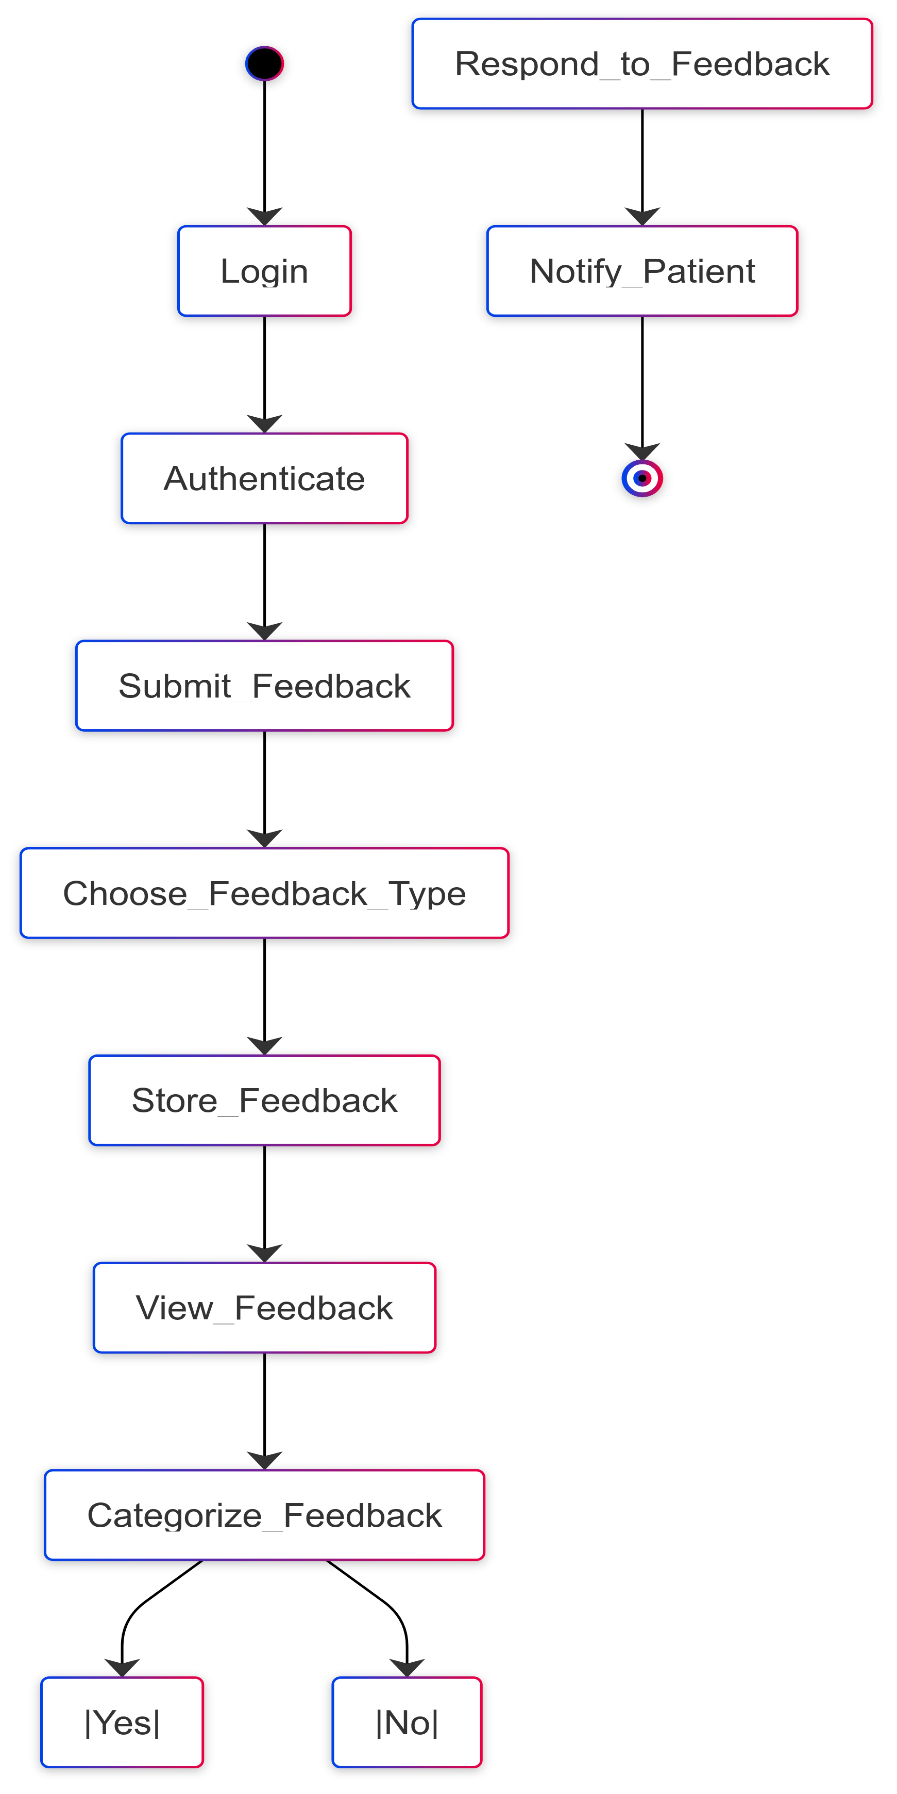 Respond_to_Feedback
Login
Notify_Patient
Authenticate
Submit_Feedback
Choose_Feedback_Type
Store_Feedback
View_Feedback
Categorize_Feedback
|Yes|
|No|